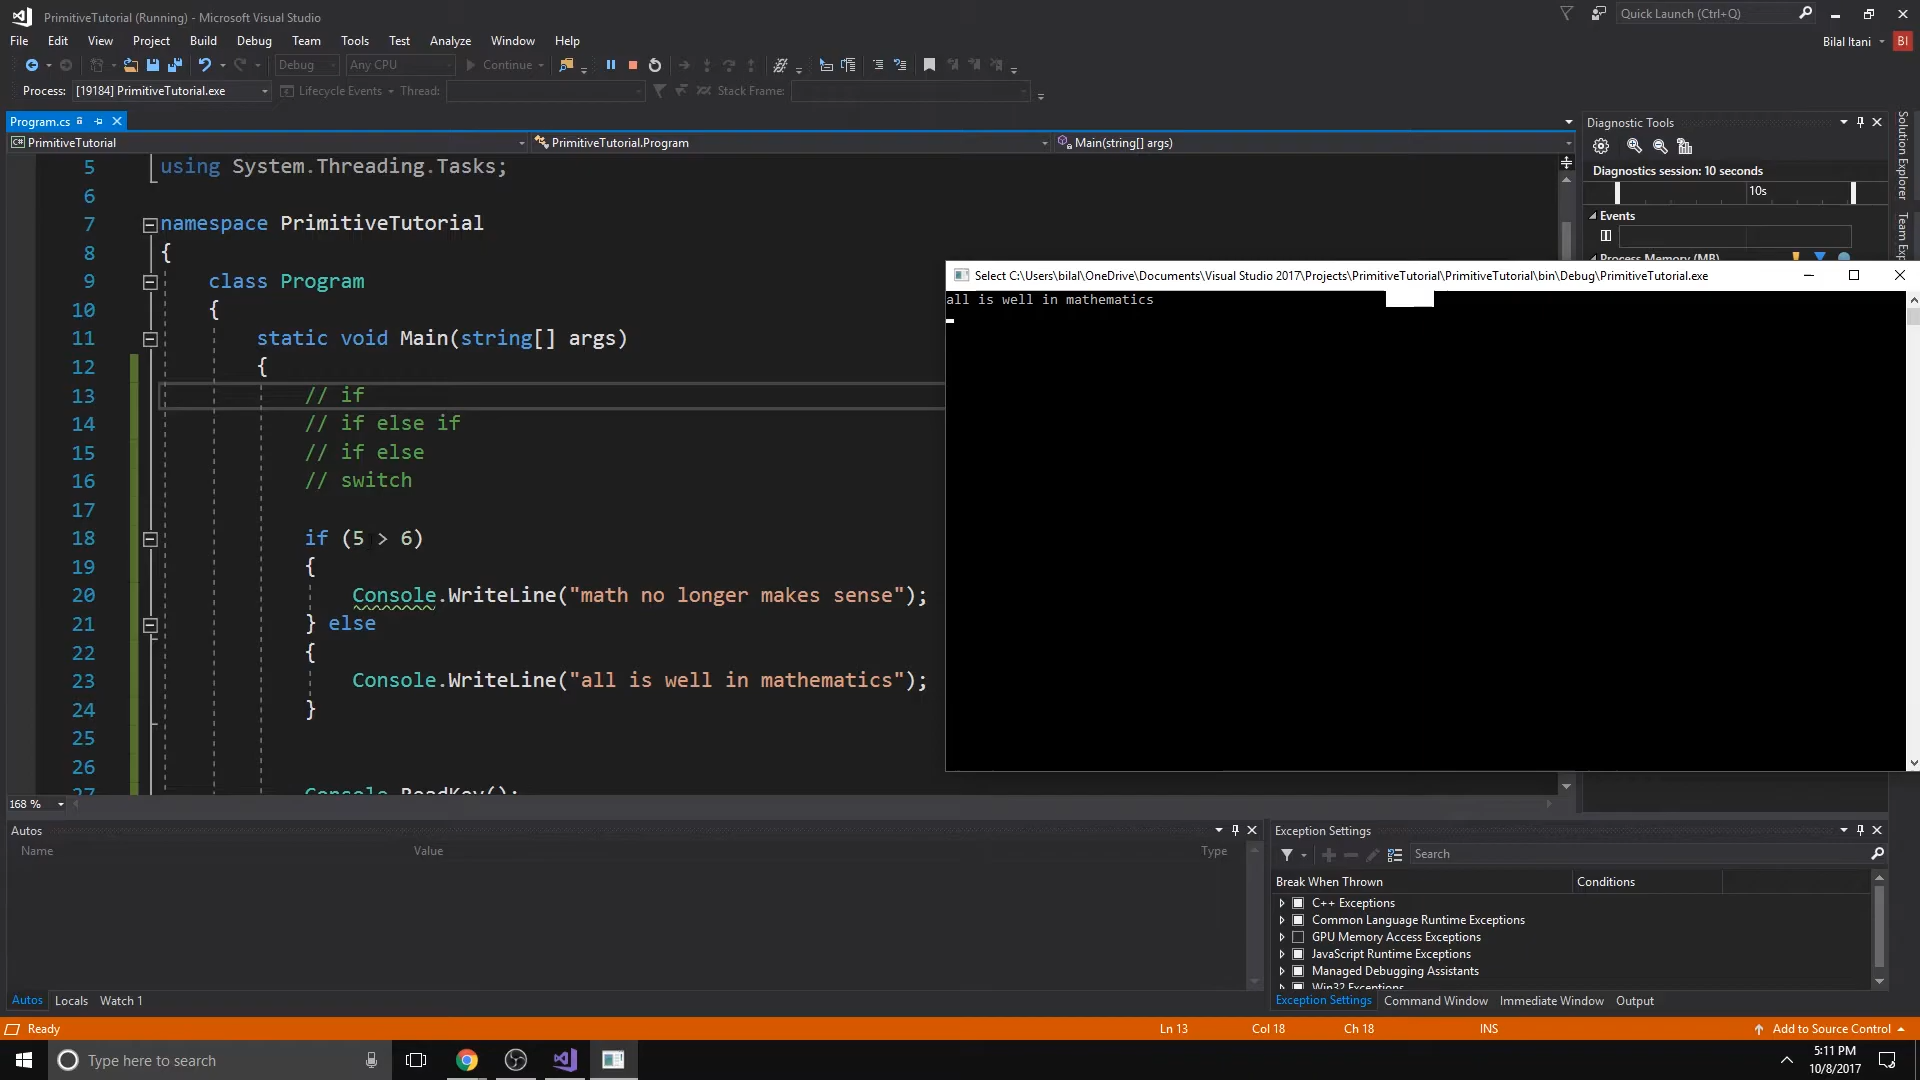 PrimitiveTutorial (Running) - Microsoft Visual Studio
Quick Launch (Ctrl+Q)
File Edit View Project Build Debug Team Tools Test Analyze Window Help
Bilal Itani BI
Debug Any CPU Continue
Process: [19184] PrimitiveTutorial.exe Lifecycle Events Thread: Stack Frame:
Program.cs
PrimitiveTutorial PrimitiveTutorial.Program Main(string[] args)
5 using System.Threading.Tasks;
6
7 namespace PrimitiveTutorial
8 {
9 class Program
10 {
11 static void Main(string[] args)
12 {
13 // if
14 // if else if
15 // if else
16 // switch
17
18 if (5 > 6)
19 {
20 Console.WriteLine("math no longer makes sense");
21 } else
22 {
23 Console.WriteLine("all is well in mathematics");
24 }
25
26
27 Console.ReadKey();
168 %
Diagnostic Tools
Diagnostics session: 10 seconds
10s
Events
Process Memory (MB)
Solution Explorer
Team Exp
Select C:\Users\bilal\OneDrive\Documents\Visual Studio 2017\Projects\PrimitiveTutorial\PrimitiveTutorial\bin\Debug\PrimitiveTutorial.exe
all is well in mathematics
Autos
Name Value Type
Autos Locals Watch 1
Exception Settings
Search
Break When Thrown Conditions
C++ Exceptions
Common Language Runtime Exceptions
GPU Memory Access Exceptions
JavaScript Runtime Exceptions
Managed Debugging Assistants
Win32 Exceptions
Exception Settings Command Window Immediate Window Output
Ready Ln 13 Col 18 Ch 18 INS Add to Source Control
Type here to search
5:11 PM
10/8/2017